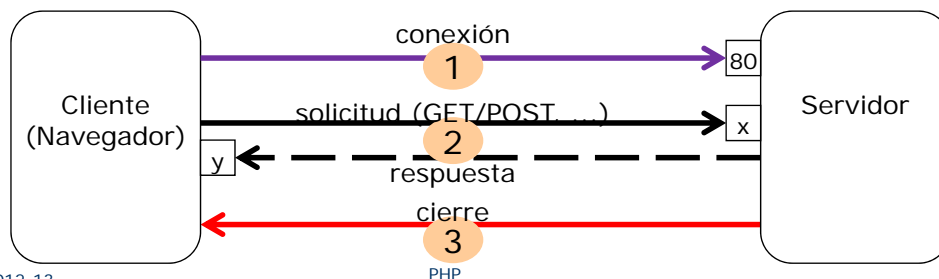 conexión
1
80
Cliente
(Navegador)
Servidor
solicitud (GET/POST, ...)
x
2
y
respuesta
cierre
3
PHP